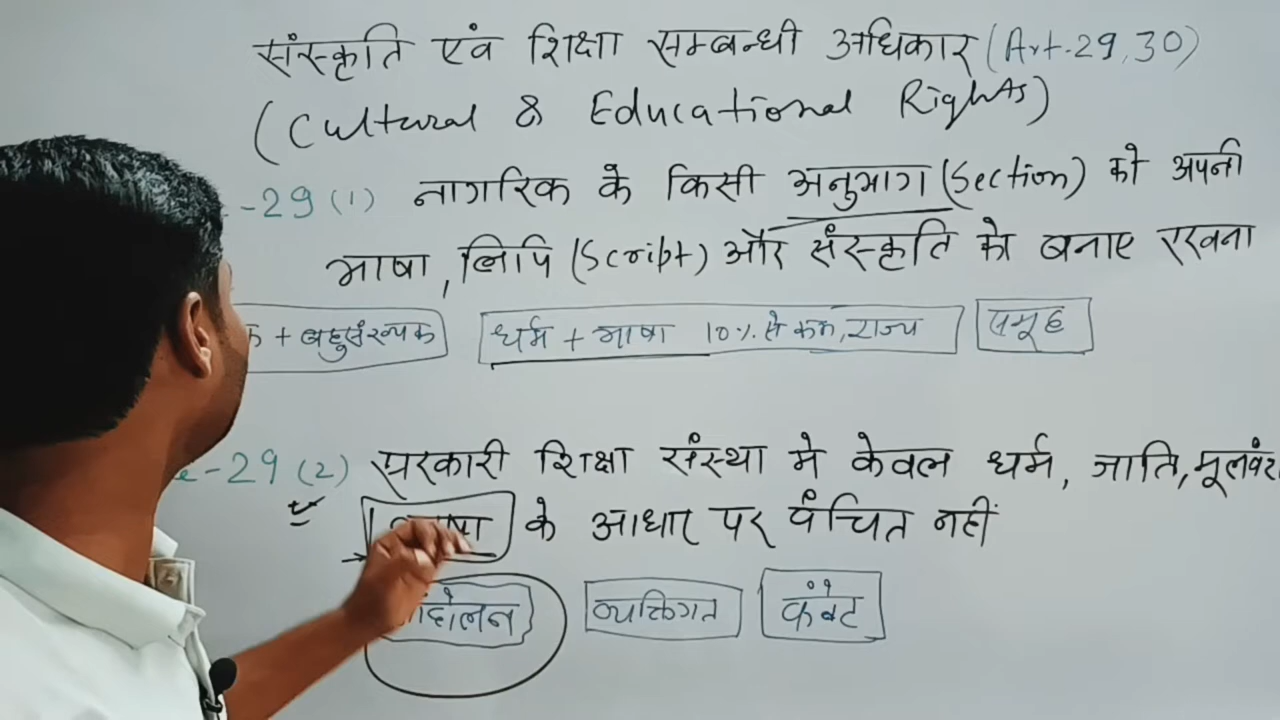 संस्कृति एवं शिक्षा सम्बन्धी अधिकार (Art.29,30)
(Cultural & Educational Rights)
-29 (1) नागरिक के किसी अनुभाग (Section) को अपनी
भाषा, लिपि (Script) और संस्कृति को बनाए रखना
+ बहुसंख्यक धर्म + भाषा 10% से कम, राज्य समूह
-29 (2) सरकारी शिक्षा संस्था मे केवल धर्म, जाति, मूलवंश
के आधार पर वंचित नहीं
व्यक्तिगत